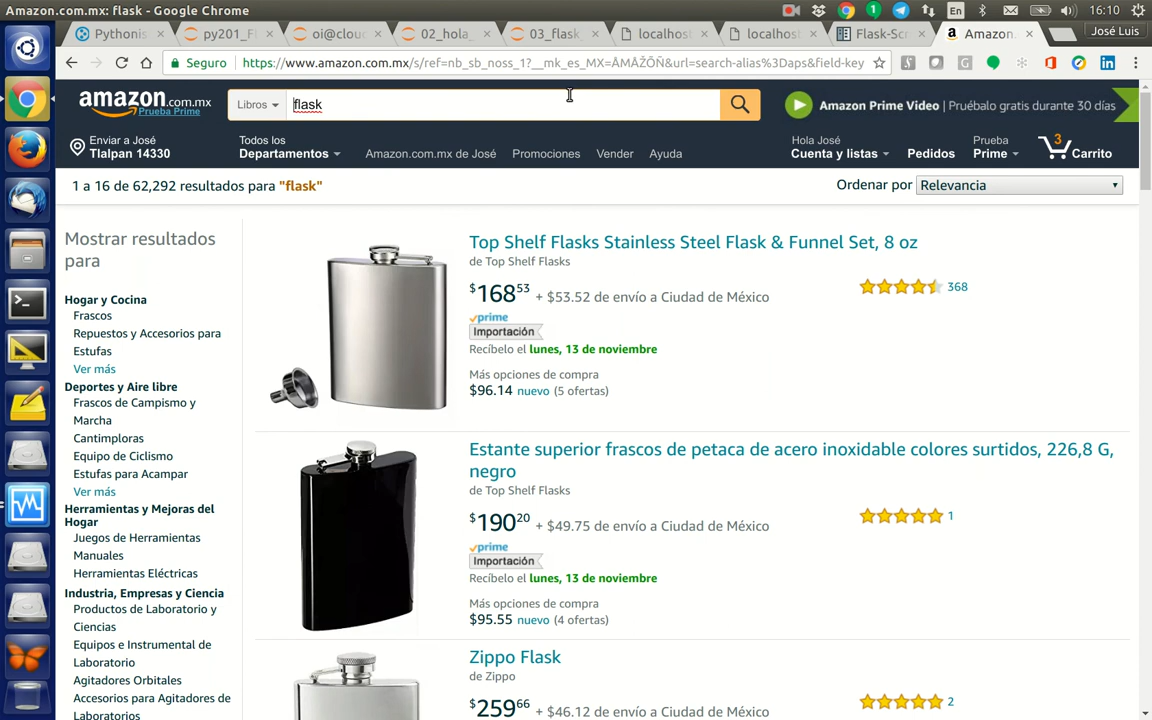 Amazon.com.mx: flask - Google Chrome
1
En
16:10
Pythonis
py201_Fl
oi@clou
02_hola_
03_flask
localhos
localhos
Flask-Sc
Amazon.
José Luis
Seguro
https://www.amazon.com.mx/s/ref=nb_sb_noss_1?__mk_es_MX=ÅMÅŽÕÑ&url=search-alias%3Daps&field-key
amazon.com.mx
Prueba Prime
Libros
flask
Amazon Prime Video | Pruébalo gratis durante 30 días
Enviar a José
Tlalpan 14330
Todos los
Departamentos
Amazon.com.mx de José
Promociones
Vender
Ayuda
Hola José
Cuenta y listas
Pedidos
Prueba
Prime
3
Carrito
1 a 16 de 62,292 resultados para "flask"
Ordenar por
Relevancia
Mostrar resultados
para
Hogar y Cocina
Frascos
Repuestos y Accesorios para
Estufas
Ver más
Deportes y Aire libre
Frascos de Campismo y
Marcha
Cantimploras
Equipo de Ciclismo
Estufas para Acampar
Ver más
Herramientas y Mejoras del
Hogar
Juegos de Herramientas
Manuales
Herramientas Eléctricas
Industria, Empresas y Ciencia
Productos de Laboratorio y
Ciencias
Equipos e Instrumental de
Laboratorio
Agitadores Orbitales
Accesorios para Agitadores de
Laboratorios
Top Shelf Flasks Stainless Steel Flask & Funnel Set, 8 oz
de Top Shelf Flasks
$168 53 + $53.52 de envío a Ciudad de México
368
prime
Importación
Recíbelo el lunes, 13 de noviembre
Más opciones de compra
$96.14 nuevo (5 ofertas)
Estante superior frascos de petaca de acero inoxidable colores surtidos, 226,8 G,
negro
de Top Shelf Flasks
$190 20 + $49.75 de envío a Ciudad de México
1
prime
Importación
Recíbelo el lunes, 13 de noviembre
Más opciones de compra
$95.55 nuevo (4 ofertas)
Zippo Flask
de Zippo
$259 66 + $46.12 de envío a Ciudad de México
2